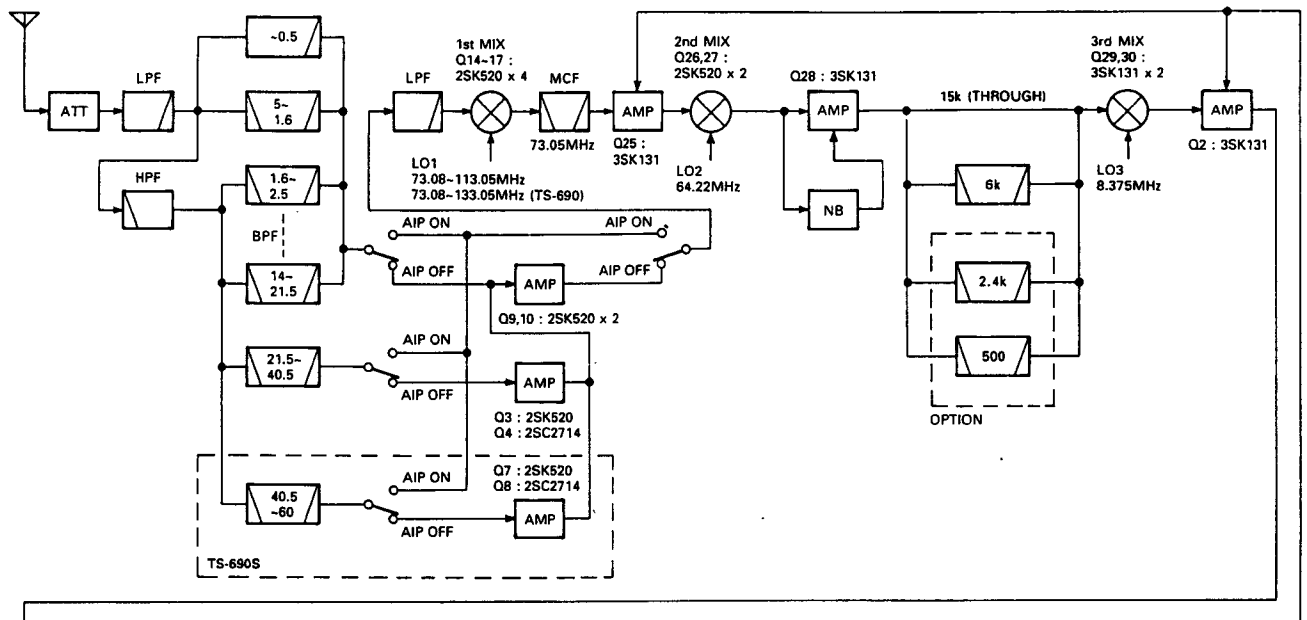 ~0.5
LPF
ATT
5~
1.6
HPF
1.6~
2.5
BPF
14~
21.5
21.5~
40.5
40.5
~60
TS-690S
AIP ON
AIP OFF
AIP ON
AIP OFF
AMP
Q9,10 : 2SK520 x 2
AIP ON
AIP OFF
AMP
Q3 : 2SK520
Q4 : 2SC2714
AIP ON
AIP OFF
Q7 : 2SK520
Q8 : 2SC2714
AMP
LPF
1st MIX
Q14~17 :
2SK520 x 4
LO1
73.08~113.05MHz
73.08~133.05MHz (TS-690)
MCF
73.05MHz
AMP
Q25 :
3SK131
2nd MIX
Q26,27 :
2SK520 x 2
LO2
64.22MHz
Q28 : 3SK131
AMP
NB
15k (THROUGH)
6k
2.4k
500
OPTION
3rd MIX
Q29,30 :
3SK131 x 2
LO3
8.375MHz
AMP
Q2 : 3SK131